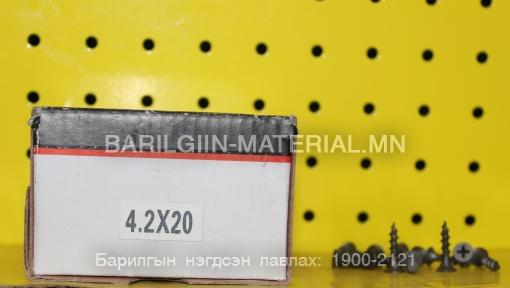 BARILGIIN-MATERIAL.MN
4.2X20
Барилгын нэгдсэн лавлах: 1900-2121